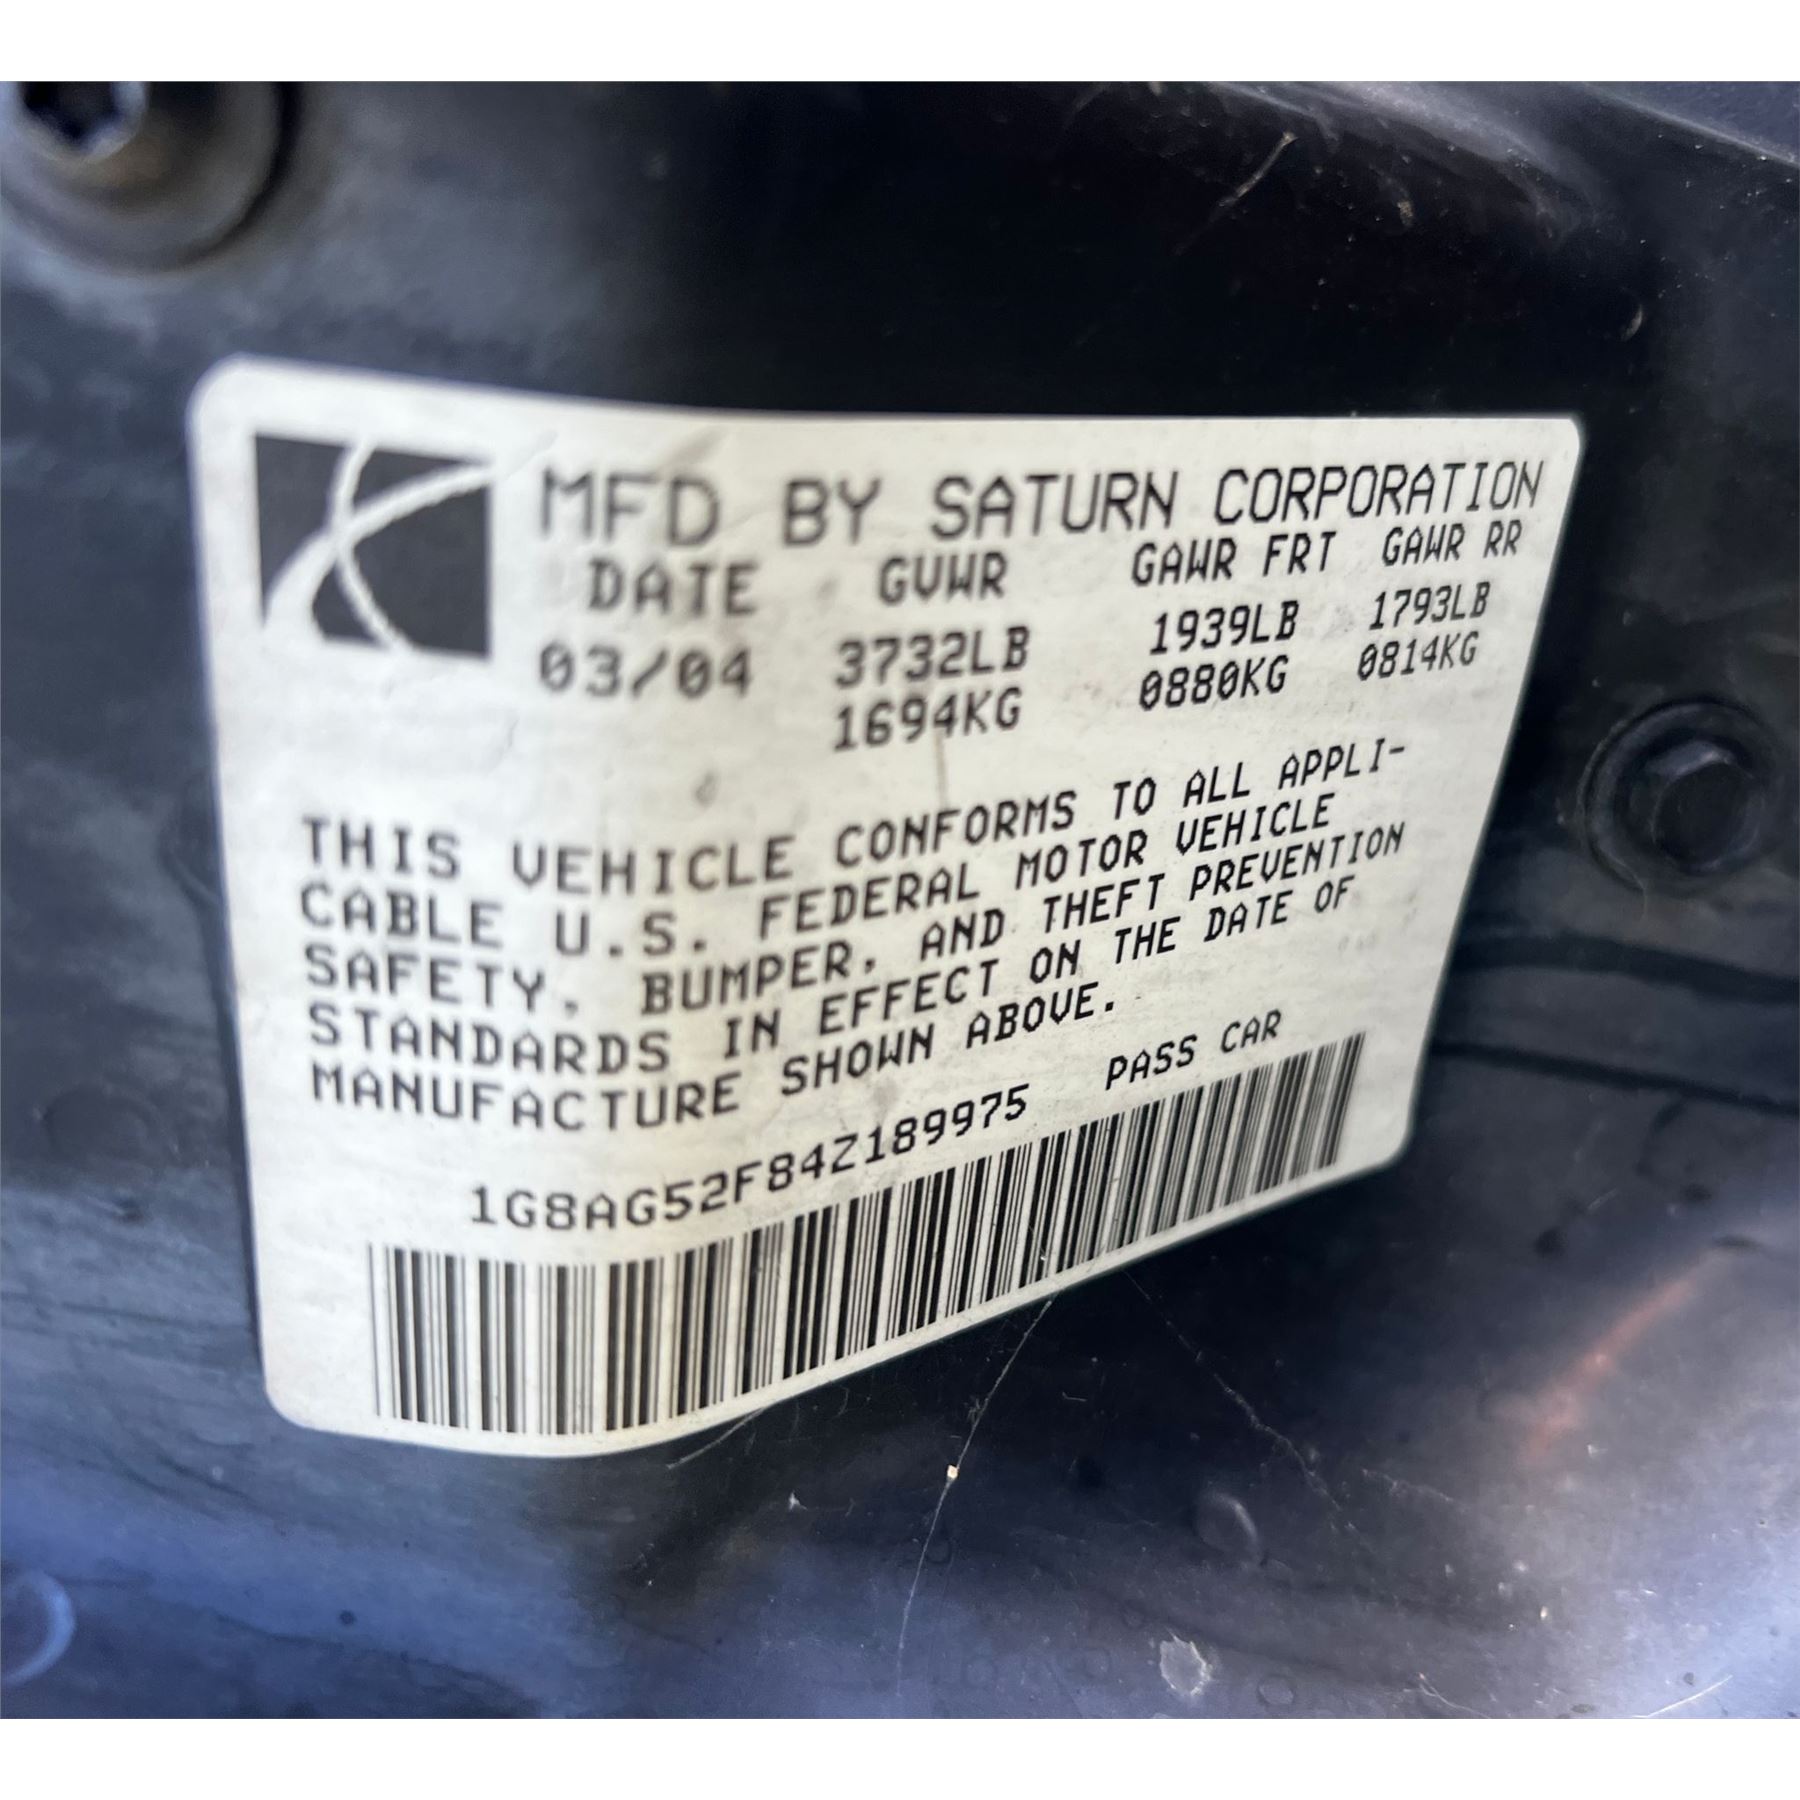 MFD BY SATURN CORPORATION
DATE GVWR GAWR FRT GAWR RR
03/04 3732LB 1939LB 1793LB
1694KG 0880KG 0814KG
THIS VEHICLE CONFORMS TO ALL APPLI-
CABLE U.S. FEDERAL MOTOR VEHICLE
SAFETY, BUMPER, AND THEFT PREVENTION
STANDARDS IN EFFECT ON THE DATE OF
MANUFACTURE SHOWN ABOVE.
1G8AG52F84Z189975 PASS CAR